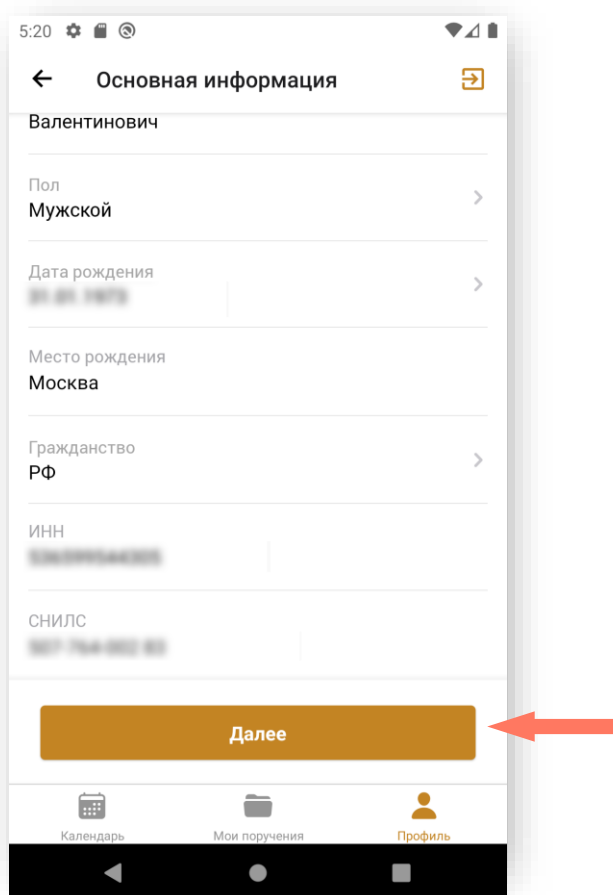 5:20
Основная информация
Валентинович
Пол
Мужской
Дата рождения
Место рождения
Москва
Гражданство
РФ
ИНН
СНИЛС
Далее
Календарь
Мои поручения
Профиль